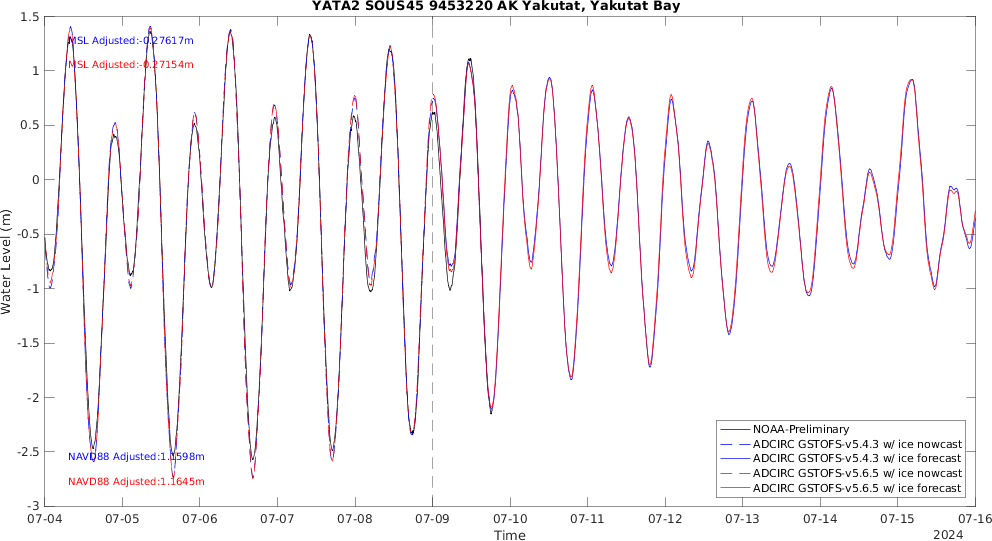 YATA2 SOUS45 9453220 AK Yakutat, Yakutat Bay
MSL Adjusted:-0.27617m
MSL Adjusted:-0.27154m
1.5
1
0.5
0
-0.5
-1
-1.5
-2
-2.5
-3
Water Level (m)
NAVD88 Adjusted:1.1598m
NAVD88 Adjusted:1.1645m
NOAA-Preliminary
ADCIRC GSTOFS-v5.4.3 w/ ice nowcast
ADCIRC GSTOFS-v5.4.3 w/ ice forecast
ADCIRC GSTOFS-v5.6.5 w/ ice nowcast
ADCIRC GSTOFS-v5.6.5 w/ ice forecast
07-04 07-05 07-06 07-07 07-08 07-09 07-10 07-11 07-12 07-13 07-14 07-15 07-16
Time
2024